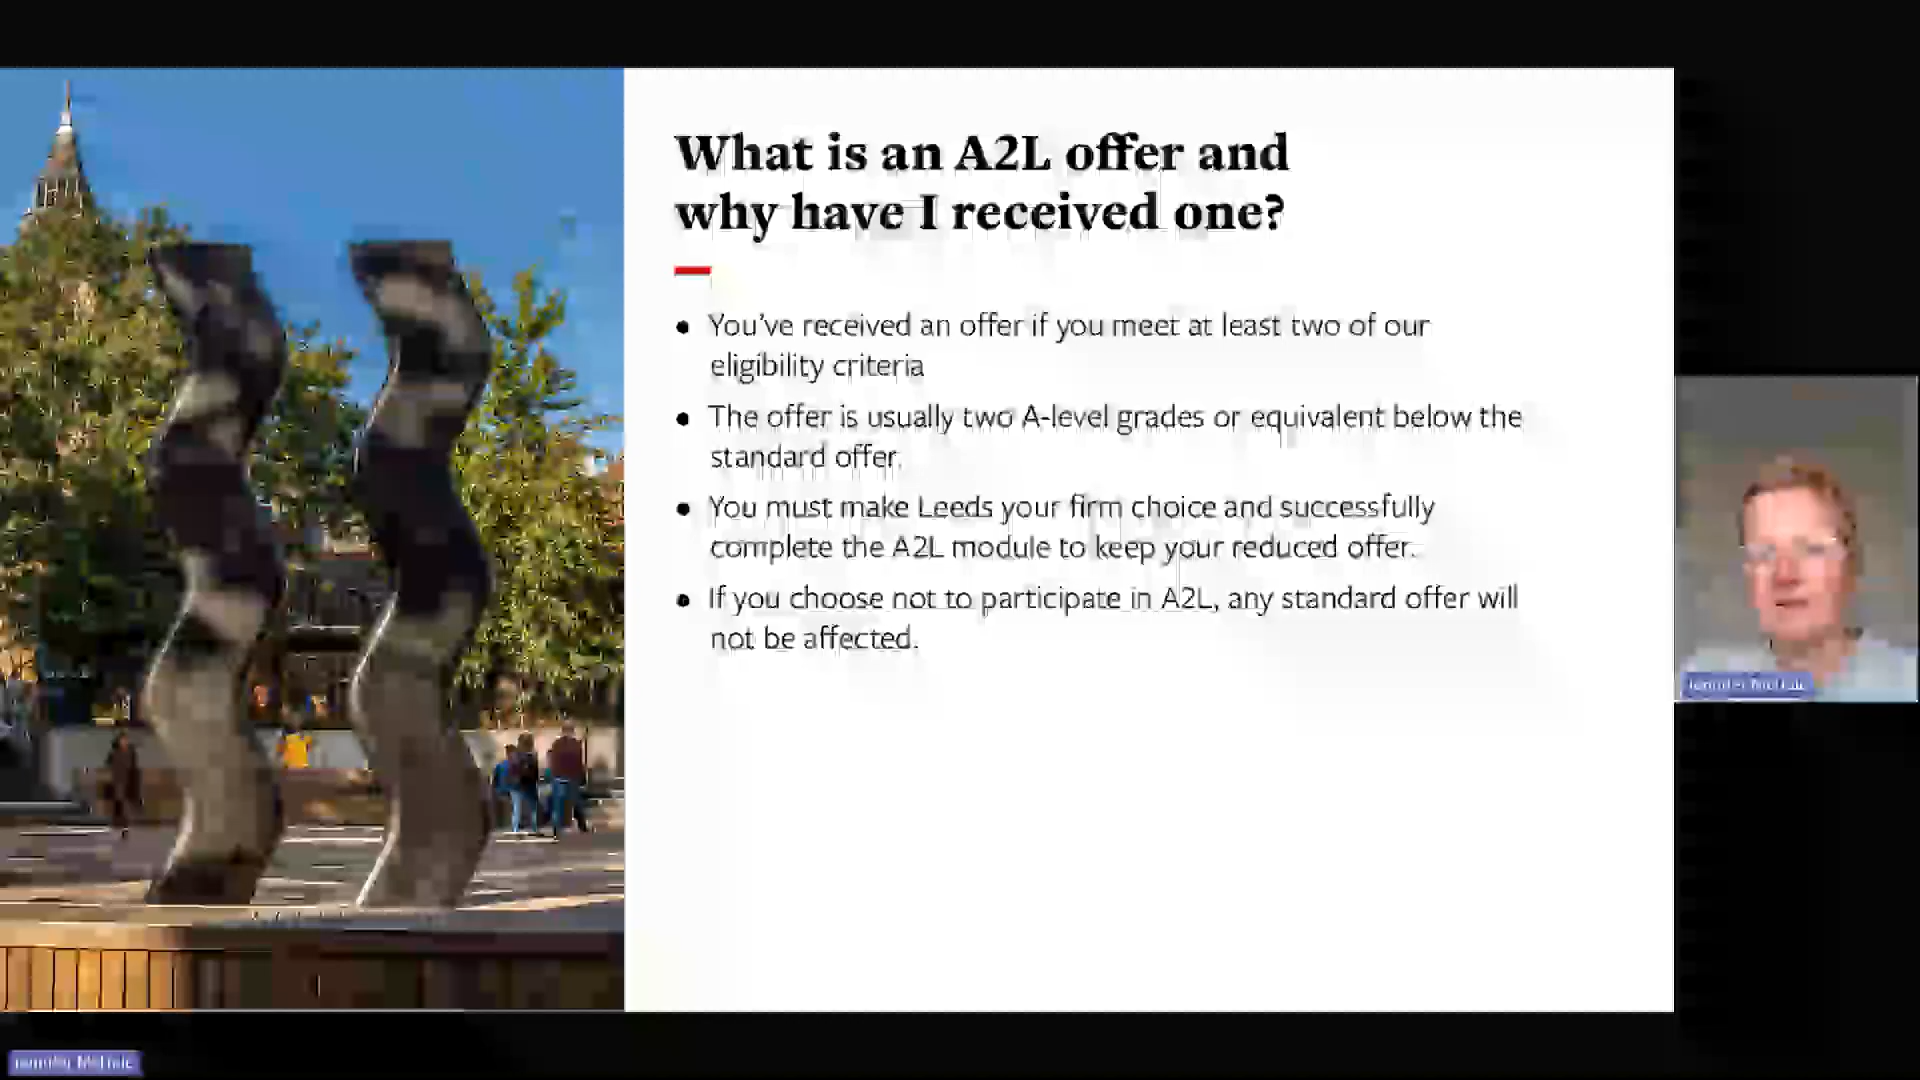 What is an A2L offer and
why have I received one?
● You've received an offer if you meet at least two of our
eligibility criteria
● The offer is usually two A-level grades or equivalent below the
standard offer.
● You must make Leeds your firm choice and successfully
complete the A2L module to keep your reduced offer.
● If you choose not to participate in A2L, any standard offer will
not be affected.
Jennifer
Jennifer